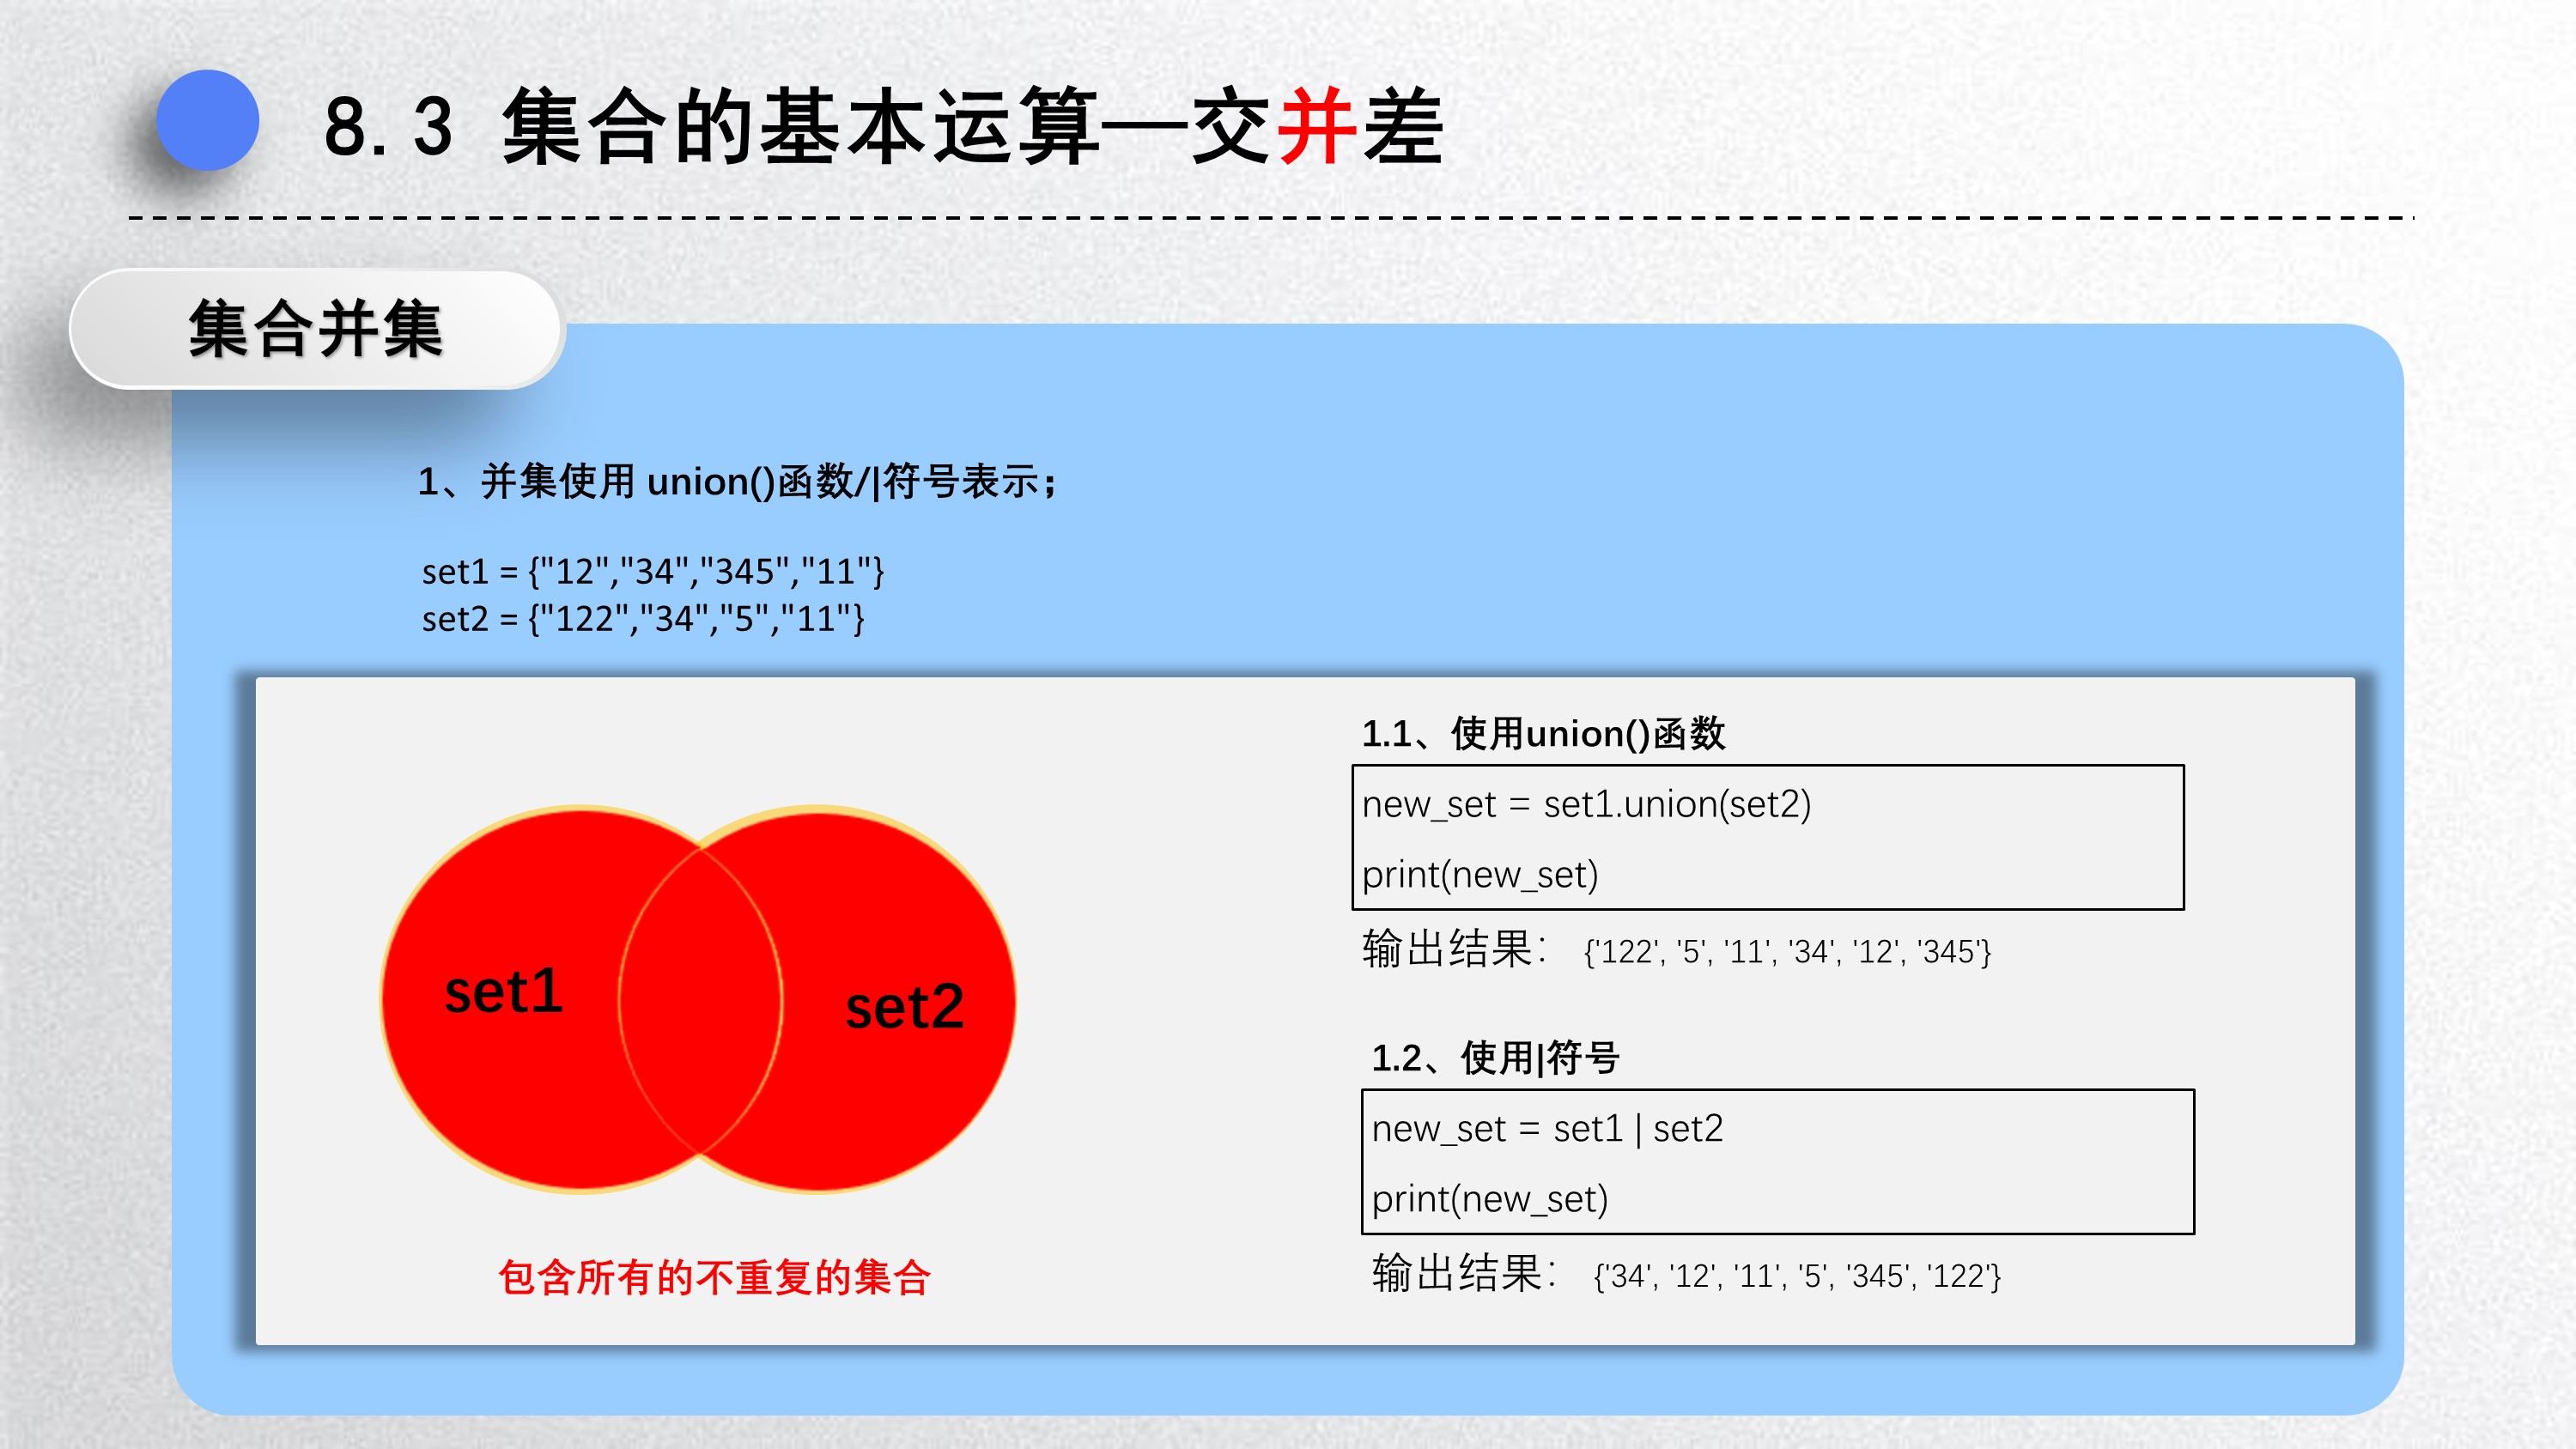 8.3 集合的基本运算—交并差
集合并集
1、并集使用 union()函数/|符号表示；
set1 = {"12","34","345","11"}
set2 = {"122","34","5","11"}
set1
set2
包含所有的不重复的集合
1.1、使用union()函数
new_set = set1.union(set2)
print(new_set)
输出结果： {'122', '5', '11', '34', '12', '345'}
1.2、使用|符号
new_set = set1 | set2
print(new_set)
输出结果： {'34', '12', '11', '5', '345', '122'}